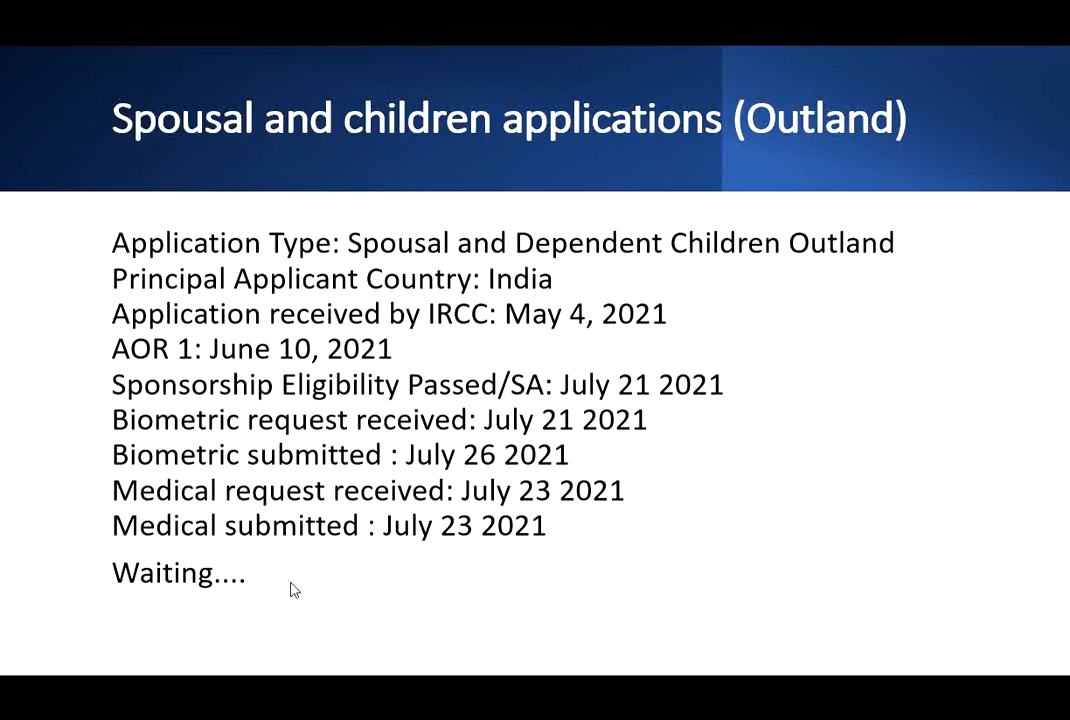 Spousal and children applications (Outland)
Application Type: Spousal and Dependent Children Outland
Principal Applicant Country: India
Application received by IRCC: May 4, 2021
AOR 1: June 10, 2021
Sponsorship Eligibility Passed/SA: July 21 2021
Biometric request received: July 21 2021
Biometric submitted : July 26 2021
Medical request received: July 23 2021
Medical submitted : July 23 2021
Waiting....